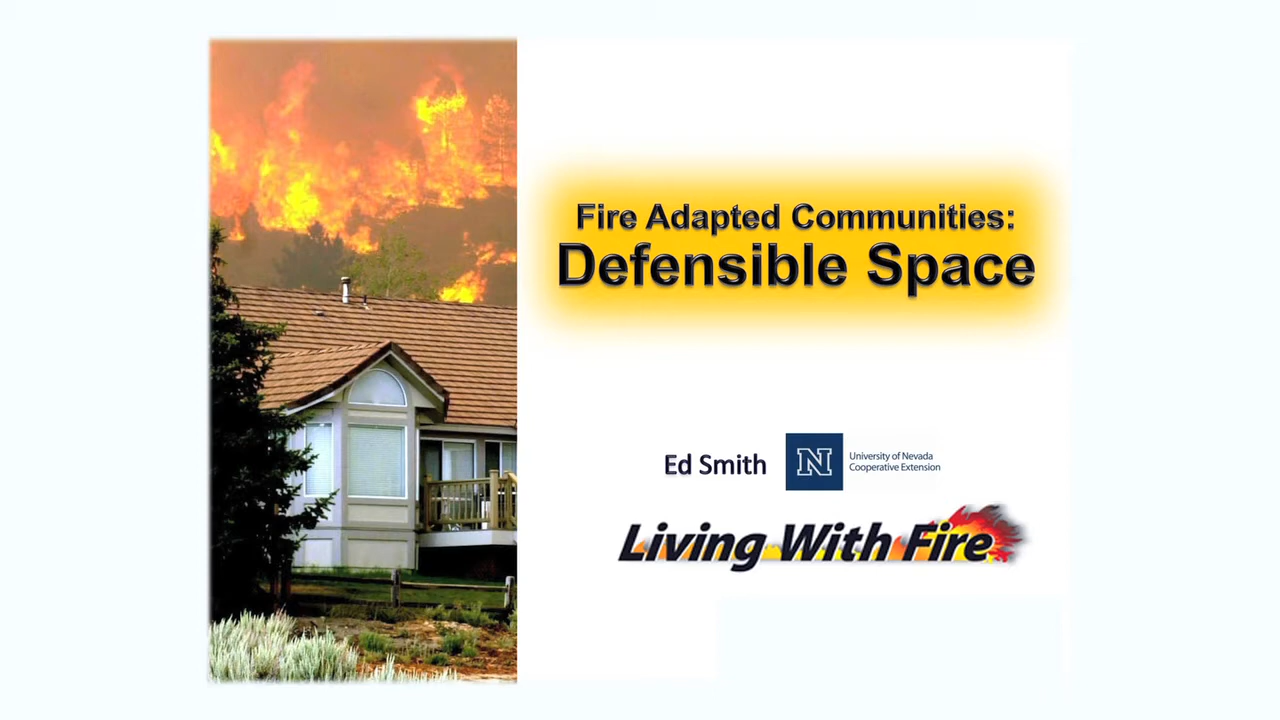 Fire Adapted Communities:
Defensible Space
Ed Smith
N
University of Nevada
Cooperative Extension
Living With Fire